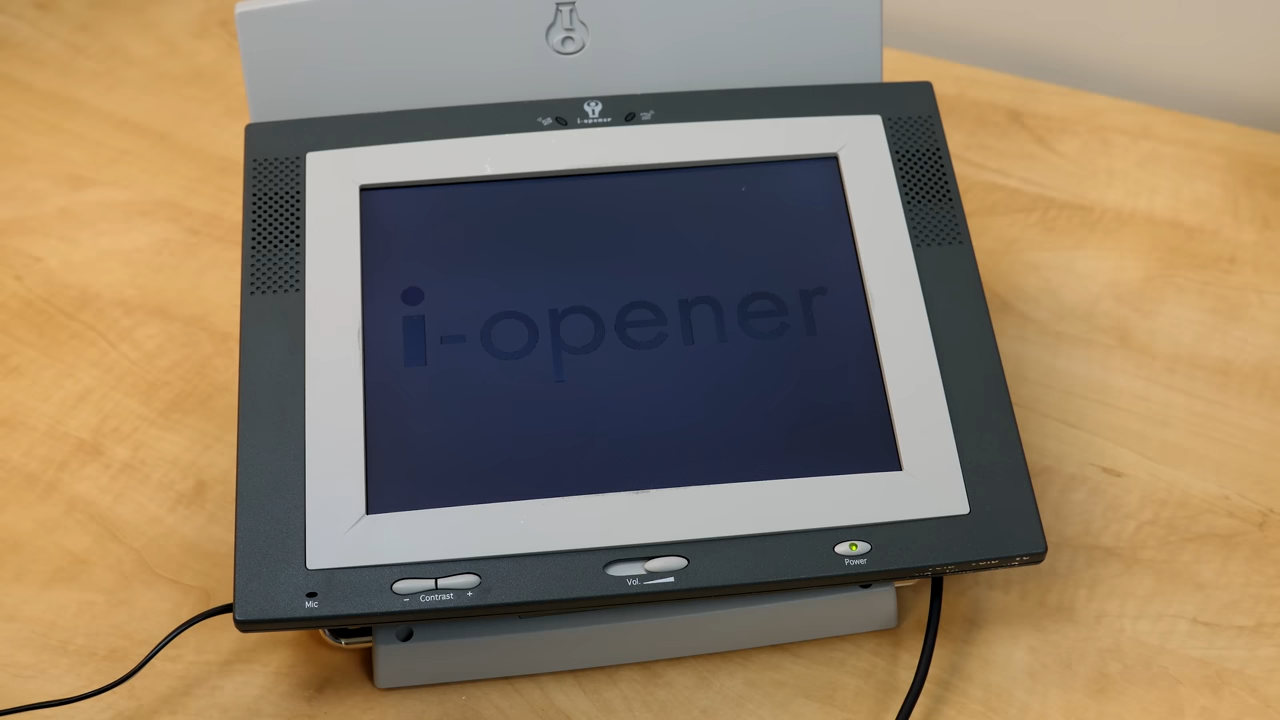 i-opener
i-opener
Mic
− Contrast +
Vol.
Power